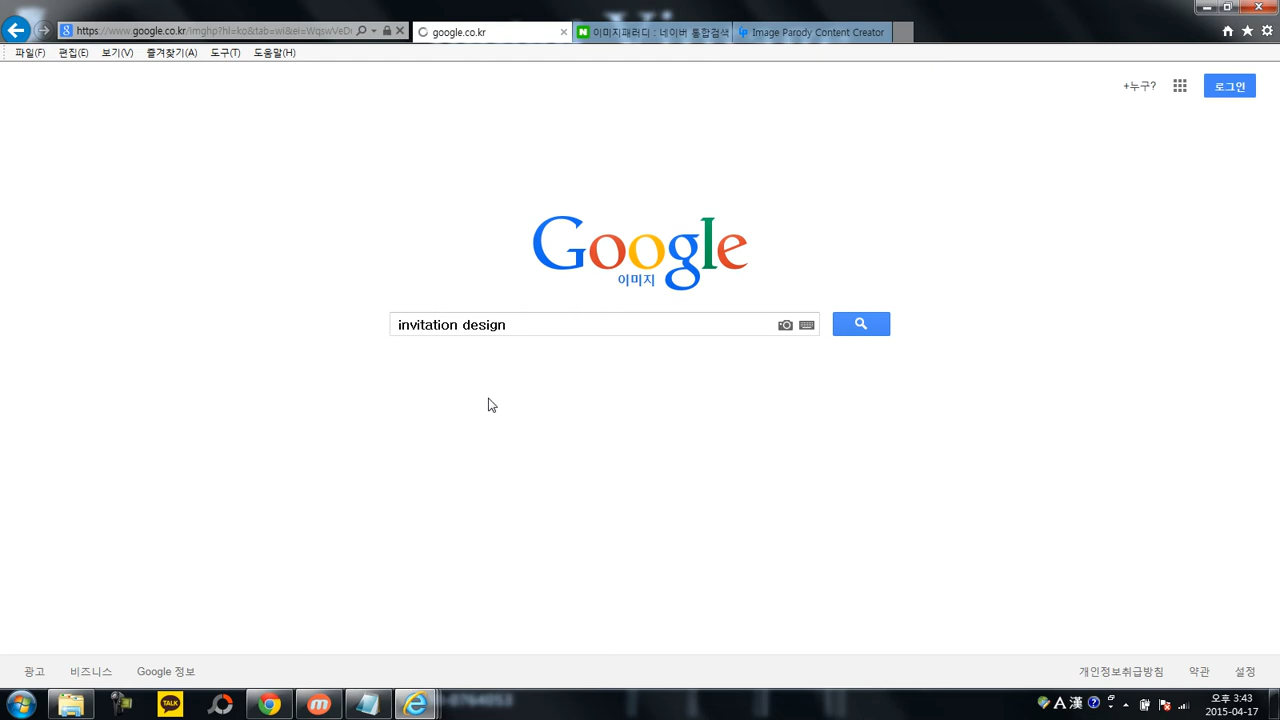 https://www.google.co.kr/imghp?hl=ko&tab=wi&ei=WqswVeD
google.co.kr
이미지패러디 : 네이버 통합검색
Image Parody Content Creator
파일(F) 편집(E) 보기(V) 즐겨찾기(A) 도구(T) 도움말(H)
+누구?
로그인
Google
이미지
invitation design
광고 비즈니스 Google 정보 개인정보취급방침 약관 설정
TALK
A 漢
오후 3:43
2015-04-17